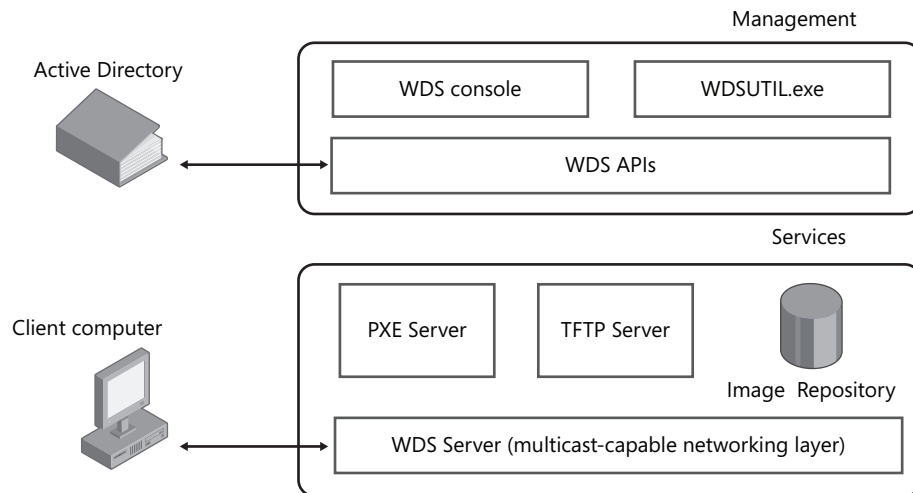 Management
Active Directory
WDS console
WDSUTIL.exe
WDS APIs
Services
Client computer
PXE Server
TFTP Server
Image Repository
WDS Server (multicast-capable networking layer)